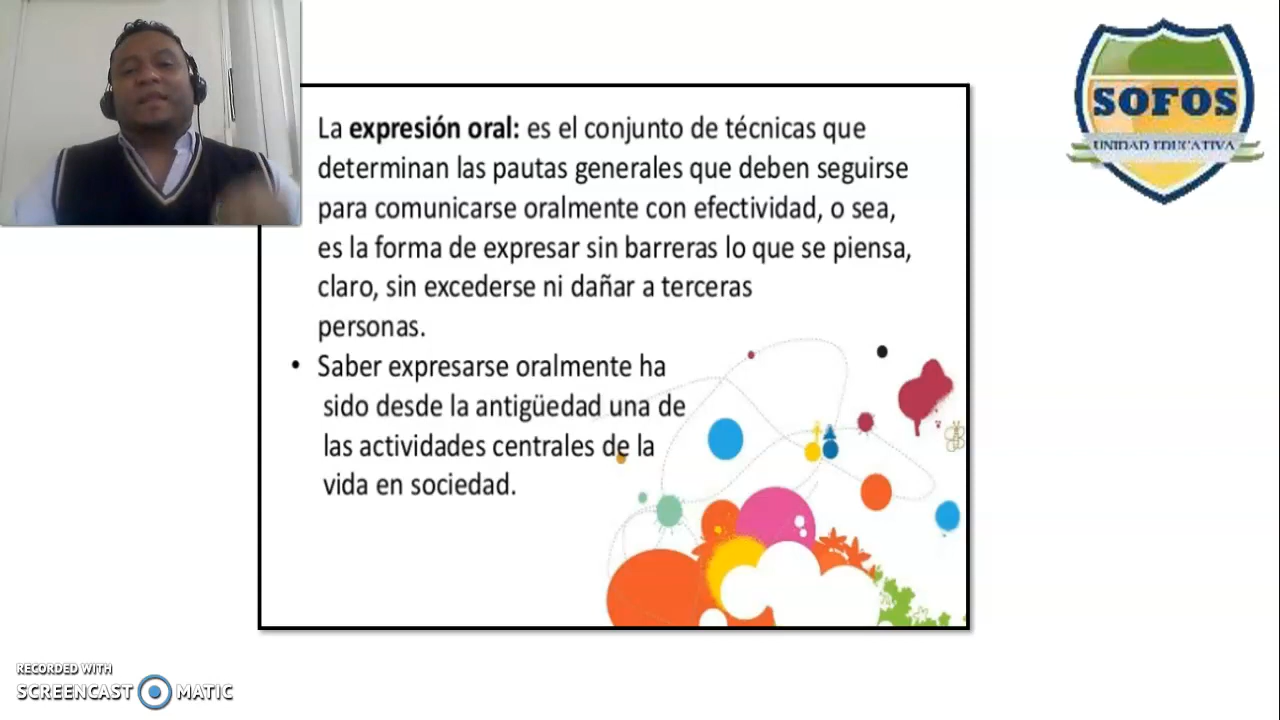 La expresión oral: es el conjunto de técnicas que
determinan las pautas generales que deben seguirse
para comunicarse oralmente con efectividad, o sea,
es la forma de expresar sin barreras lo que se piensa,
claro, sin excederse ni dañar a terceras
personas.
• Saber expresarse oralmente ha
sido desde la antigüedad una de
las actividades centrales de la
vida en sociedad.
SOFOS
UNIDAD EDUCATIVA
RECORDED WITH
SCREENCAST MATIC